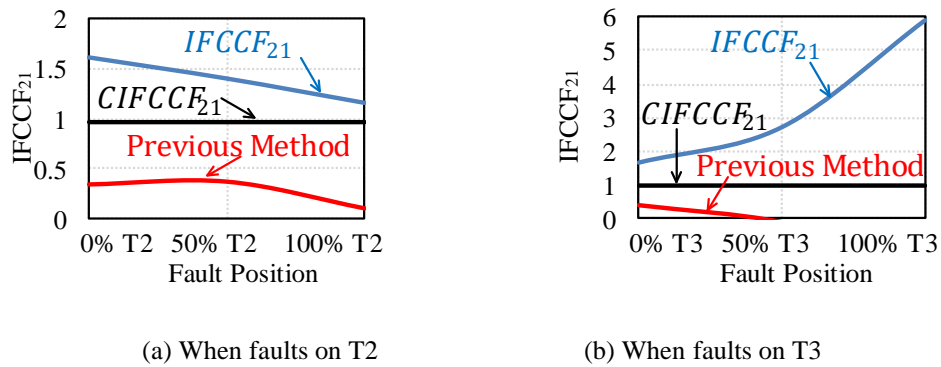 2
1.5
1
0.5
0
IFCCF21
IFCCF21
CIFCCF21
Previous Method
0% T2 50% T2 100% T2
Fault Position
(a) When faults on T2
6
5
4
3
2
1
0
IFCCF21
IFCCF21
CIFCCF21
Previous Method
0% T3 50% T3 100% T3
Fault Position
(b) When faults on T3